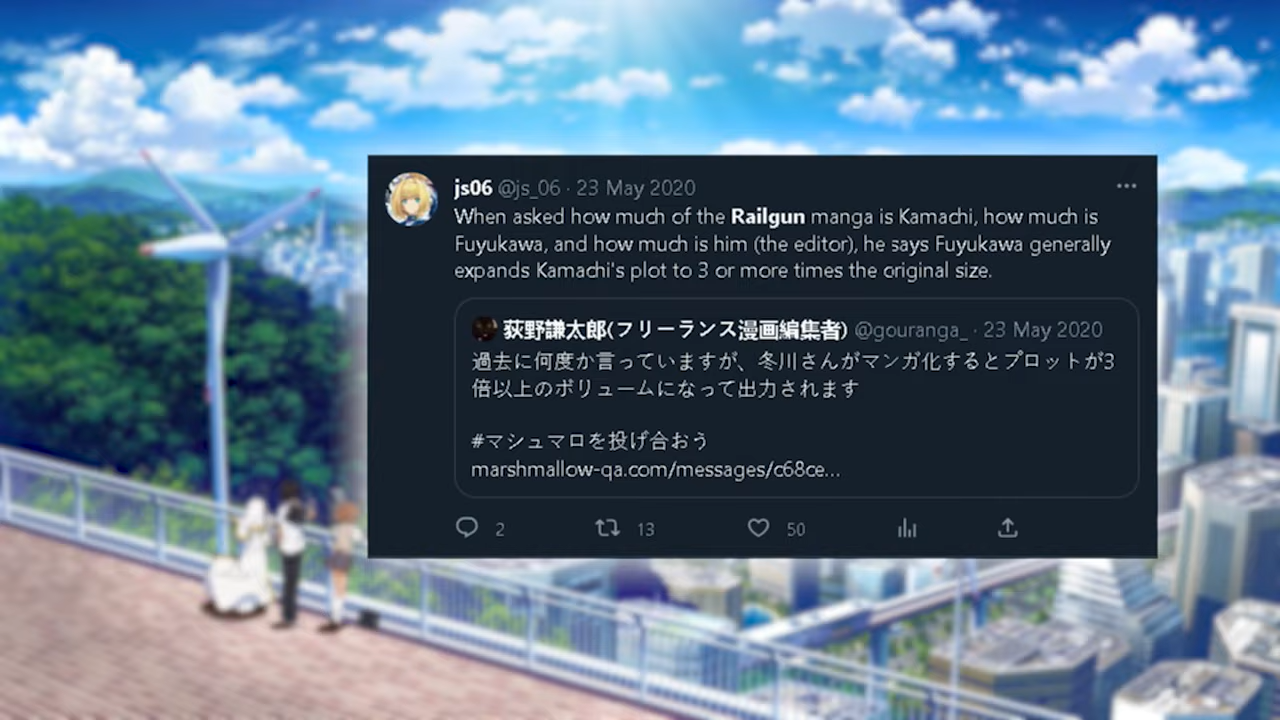 js06 @js_06 · 23 May 2020
When asked how much of the Railgun manga is Kamachi, how much is
Fuyukawa, and how much is him (the editor), he says Fuyukawa generally
expands Kamachi's plot to 3 or more times the original size.
荻野謙太郎(フリーランス漫画編集者) @gouranga_ · 23 May 2020
過去に何度か言っていますが、冬川さんがマンガ化するとプロットが3
倍以上のボリュームになって出力されます
#マシュマロを投げ合おう
marshmallow-qa.com/messages/c68ce...
2 13 50